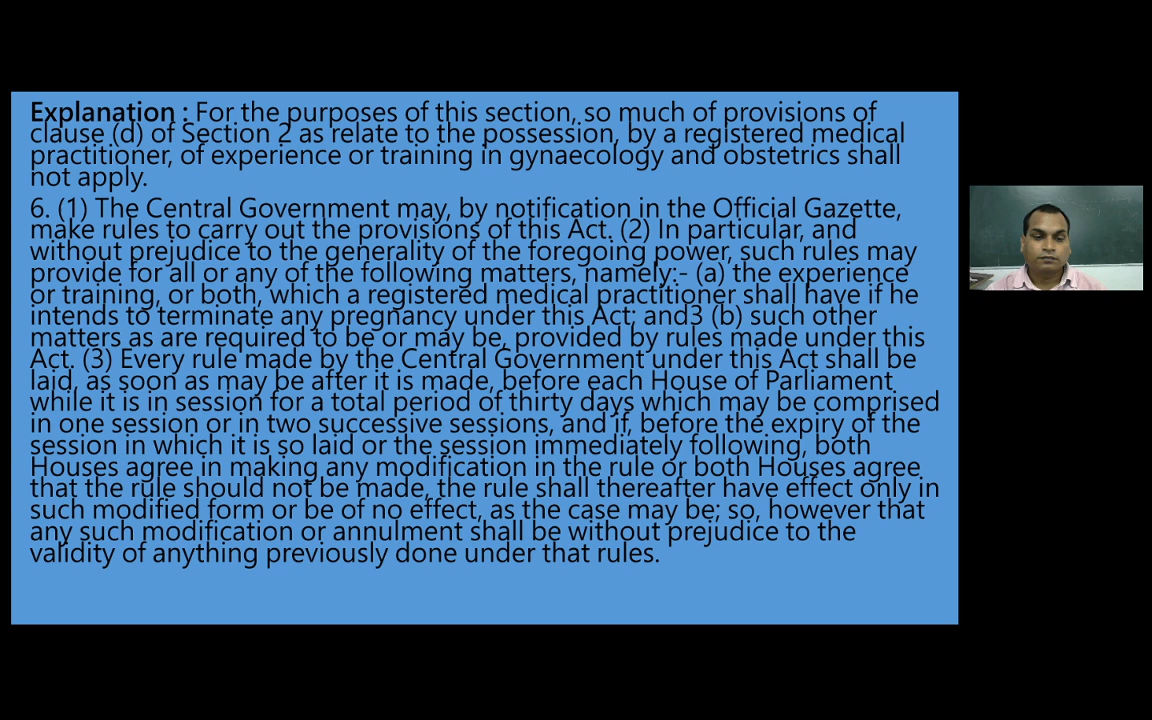 Explanation : For the purposes of this section, so much of provisions of
clause (d) of Section 2 as relate to the possession, by a registered medical
practitioner, of experience or training in gynaecology and obstetrics shall
not apply.
6. (1) The Central Government may, by notification in the Official Gazette,
make rules to carry out the provisions of this Act. (2) In particular, and
without prejudice to the generality of the foregoing power, such rules may
provide for all or any of the following matters, namely:- (a) the experience
or training, or both, which a registered medical practitioner shall have if he
intends to terminate any pregnancy under this Act; and3 (b) such other
matters as are required to be or may be, provided by rules made under this
Act. (3) Every rule made by the Central Government under this Act shall be
laid, as soon as may be after it is made, before each House of Parliament
while it is in session for a total period of thirty days which may be comprised
in one session or in two successive sessions, and if, before the expiry of the
session in which it is so laid or the session immediately following, both
Houses agree in making any modification in the rule or both Houses agree
that the rule should not be made, the rule shall thereafter have effect only in
such modified form or be of no effect, as the case may be; so, however that
any such modification or annulment shall be without prejudice to the
validity of anything previously done under that rules.